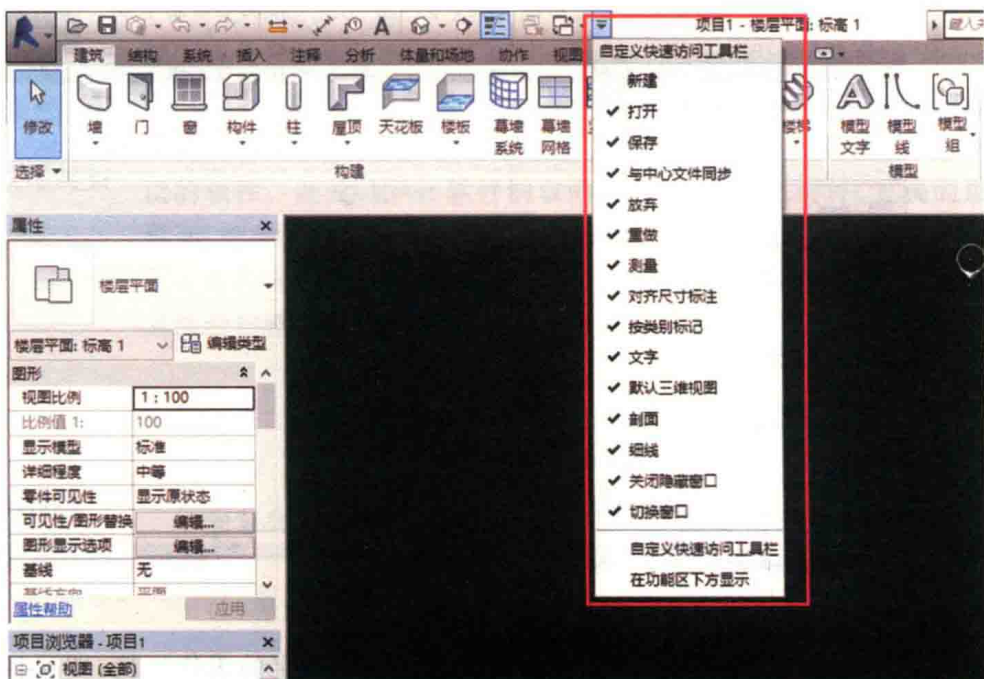 项目1 - 楼层平面: 标高 1
键入
建筑 结构 系统 插入 注释 分析 体量和场地 协作 视图
修改 墙 门 窗 构件 柱 屋顶 天花板 楼板 幕墙系统 幕墙网格 楼梯 模型文字 模型线 模型组
选择 构建 模型
自定义快速访问工具栏
新建
打开
保存
与中心文件同步
放弃
重做
测量
对齐尺寸标注
按类别标记
文字
默认三维视图
剖面
细线
关闭隐藏窗口
切换窗口
自定义快速访问工具栏
在功能区下方显示
属性
楼层平面
楼层平面: 标高 1 编辑类型
图形
视图比例 1 : 100
比例值 1: 100
显示模型 标准
详细程度 中等
零件可见性 显示原状态
可见性/图形替换 编辑...
图形显示选项 编辑...
基线 无
基线方向 平面
属性帮助 应用
项目浏览器 - 项目1
视图 (全部)